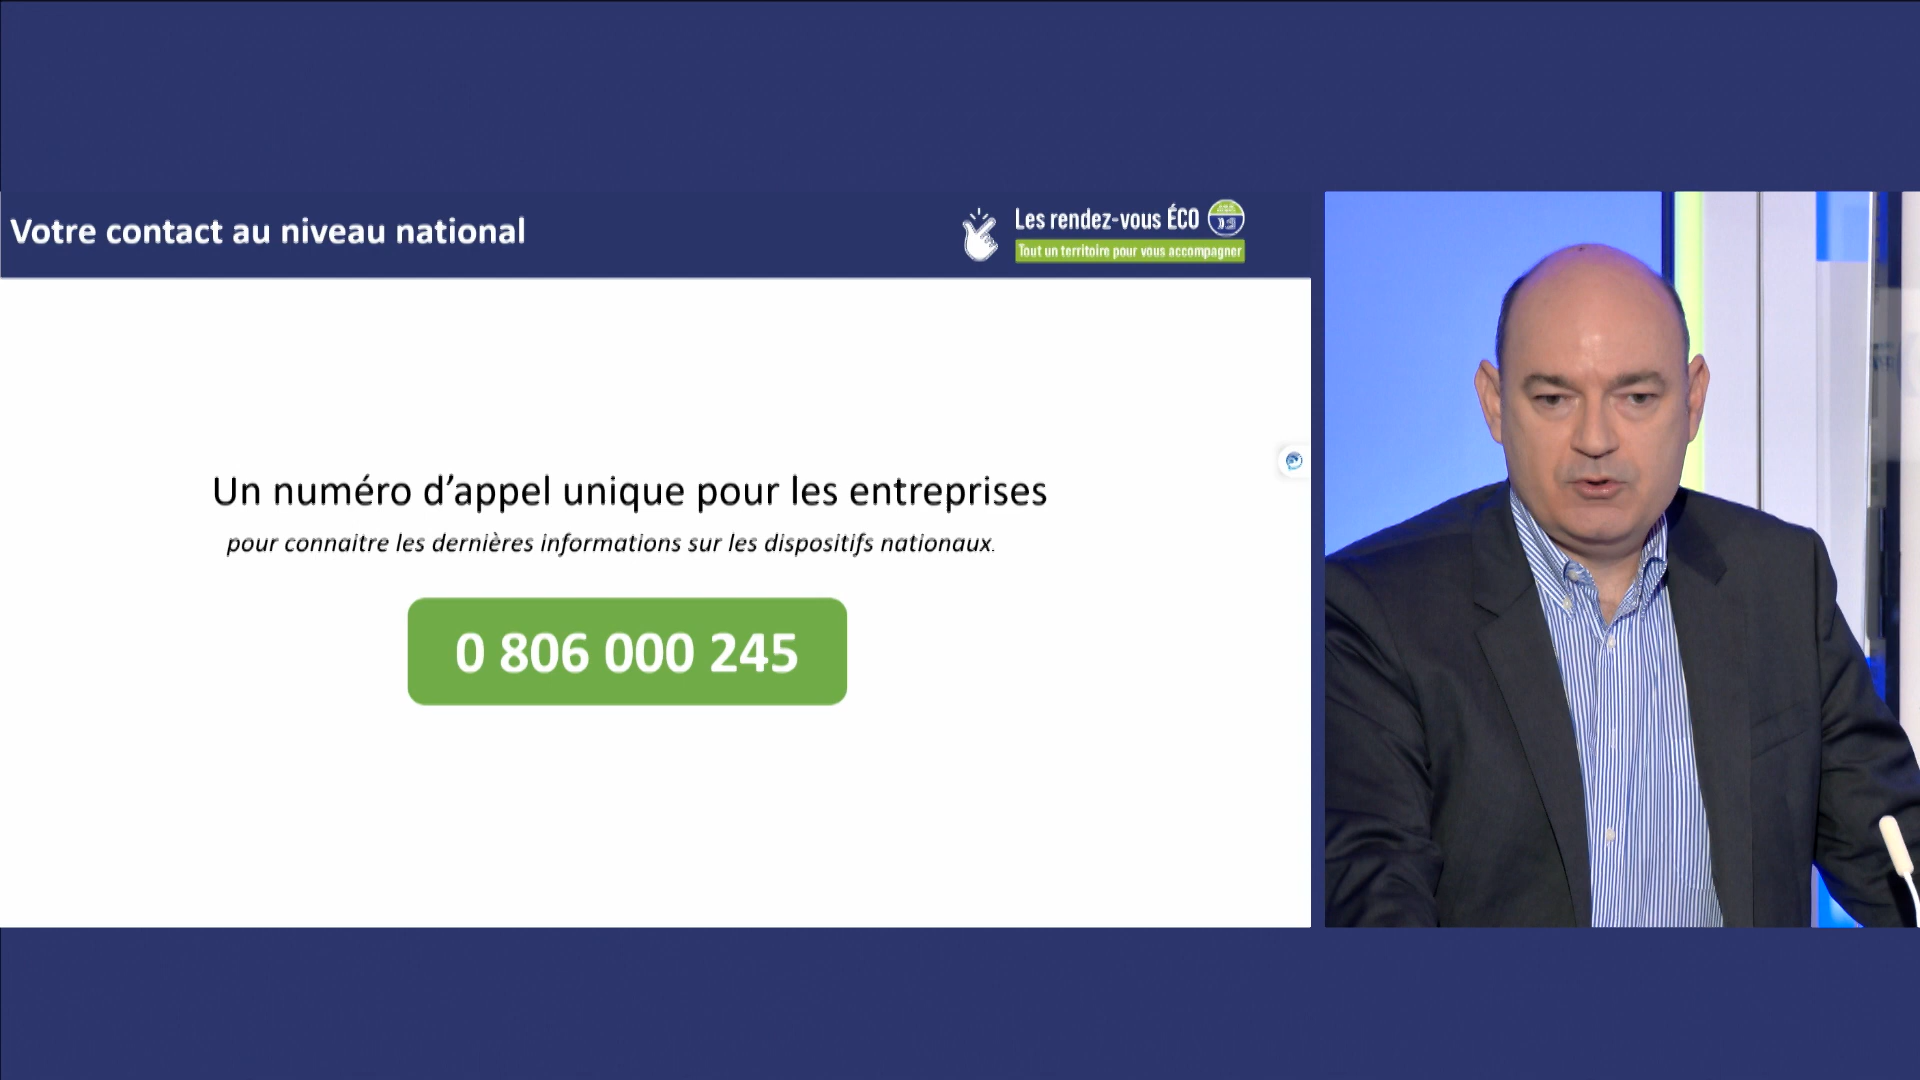 Votre contact au niveau national
Les rendez-vous ÉCO
Tout un territoire pour vous accompagner
Un numéro d’appel unique pour les entreprises
pour connaitre les dernières informations sur les dispositifs nationaux.
0 806 000 245